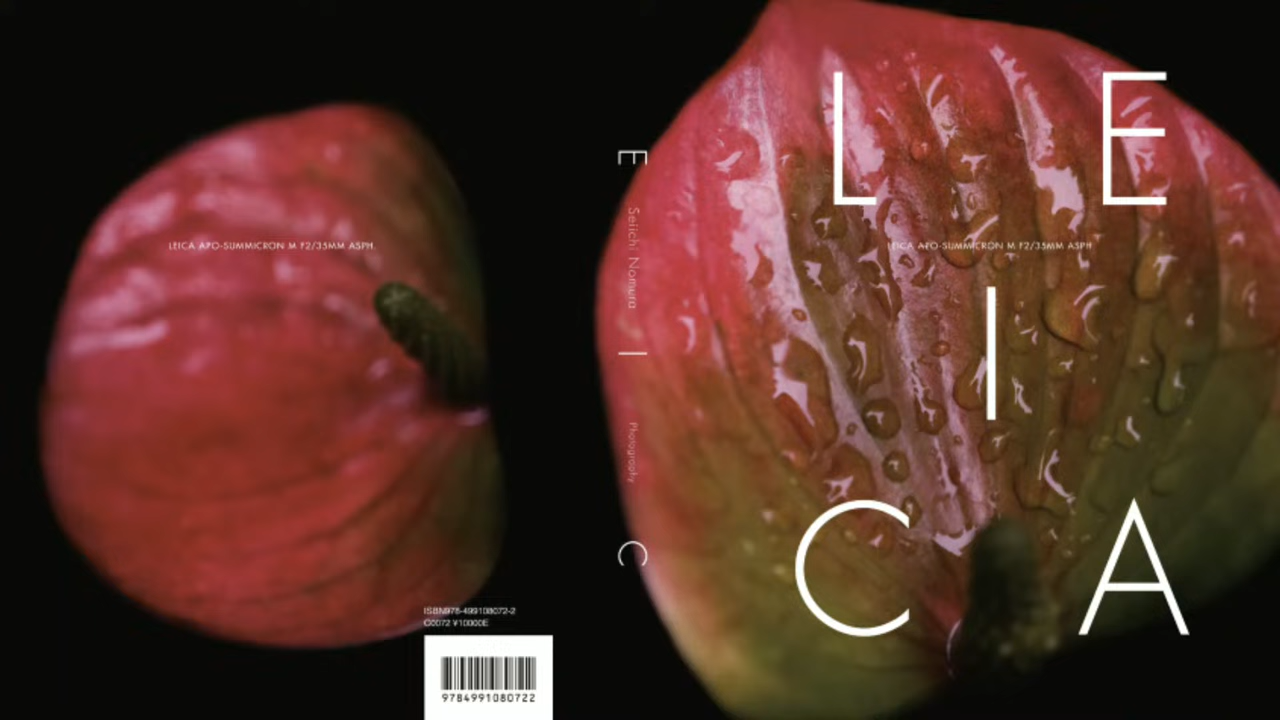 LEICA APO-SUMMICRON M F2/35MM ASPH.
ISBN978-499108072-2
C0072 ¥10000E
9784991080722
E
Seiichi Nomura
I
Photography
C
L E
LEICA APO-SUMMICRON M F2/35MM ASPH.
I
C A